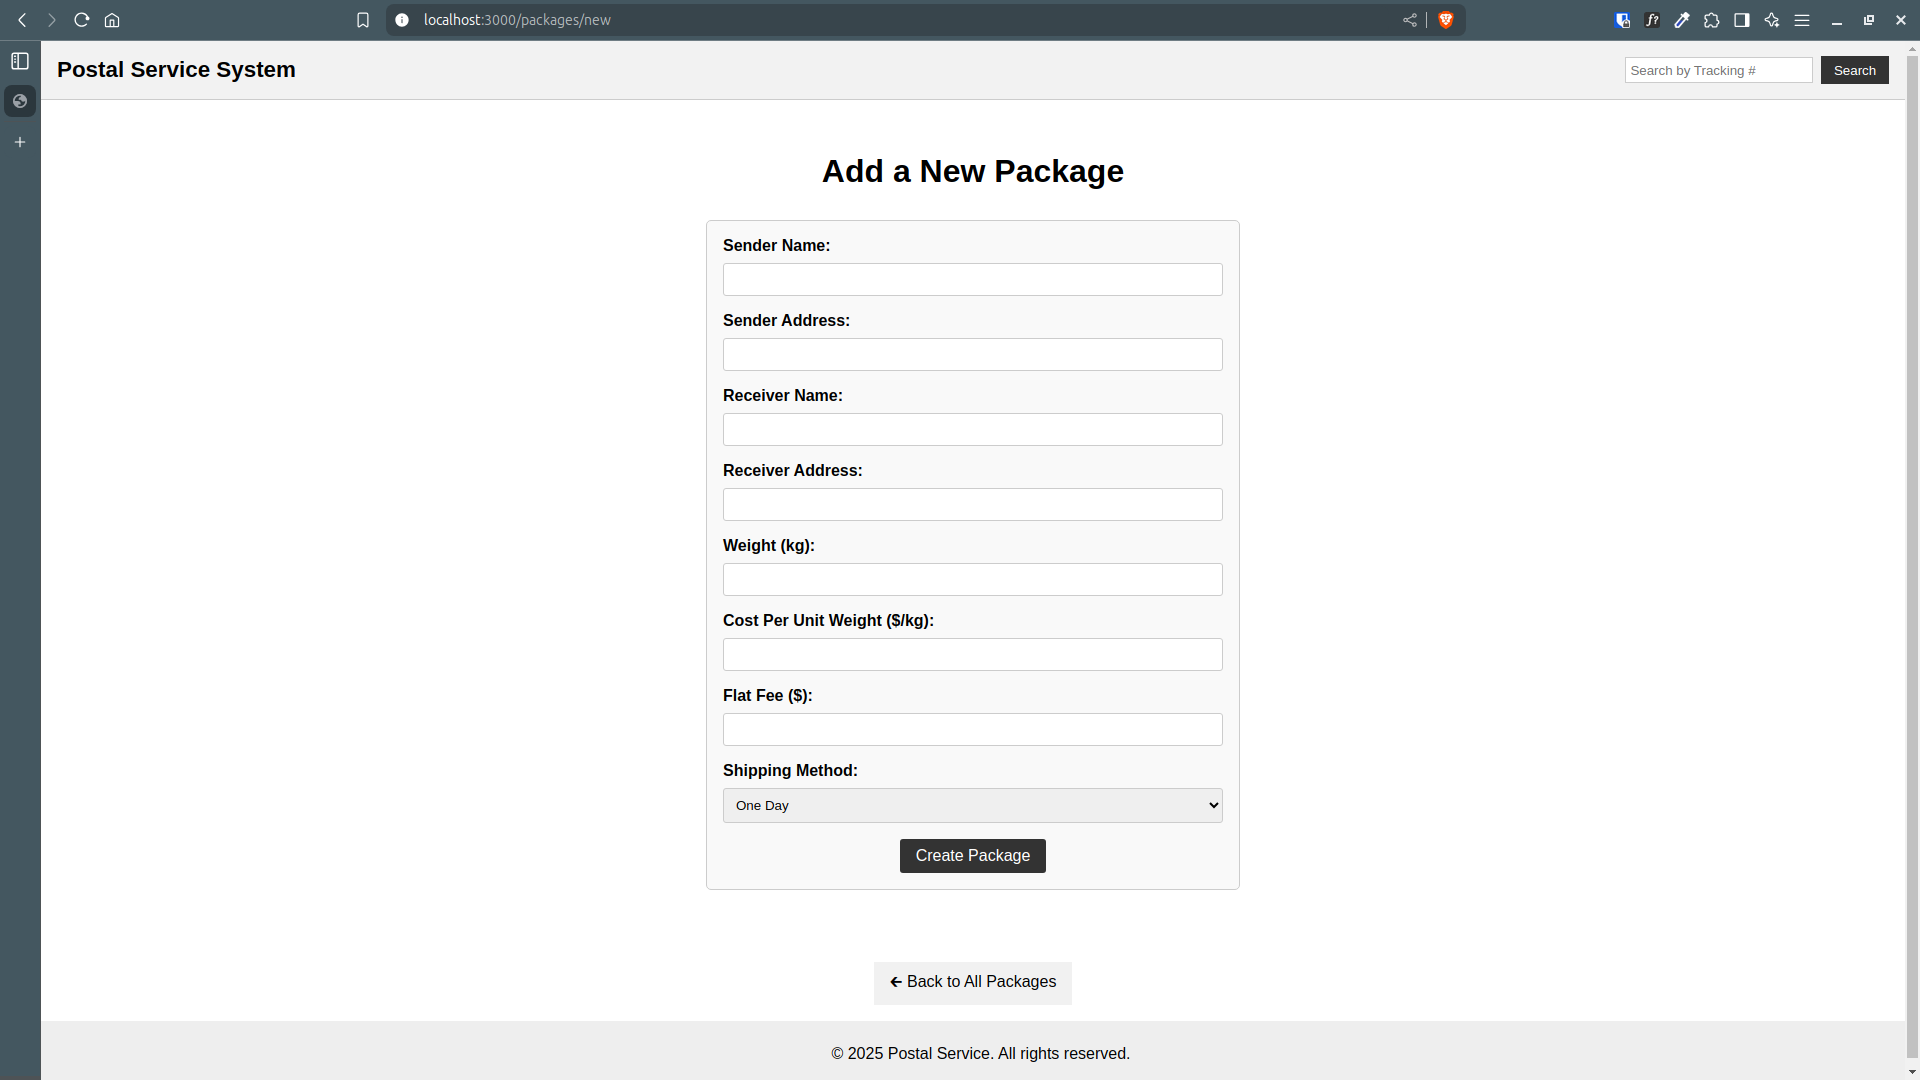 localhost:3000/packages/new
f?
Postal Service System
Search by Tracking #
Search
Add a New Package
Sender Name:
Sender Address:
Receiver Name:
Receiver Address:
Weight (kg):
Cost Per Unit Weight ($/kg):
Flat Fee ($):
Shipping Method:
One Day
Create Package
← Back to All Packages
© 2025 Postal Service. All rights reserved.